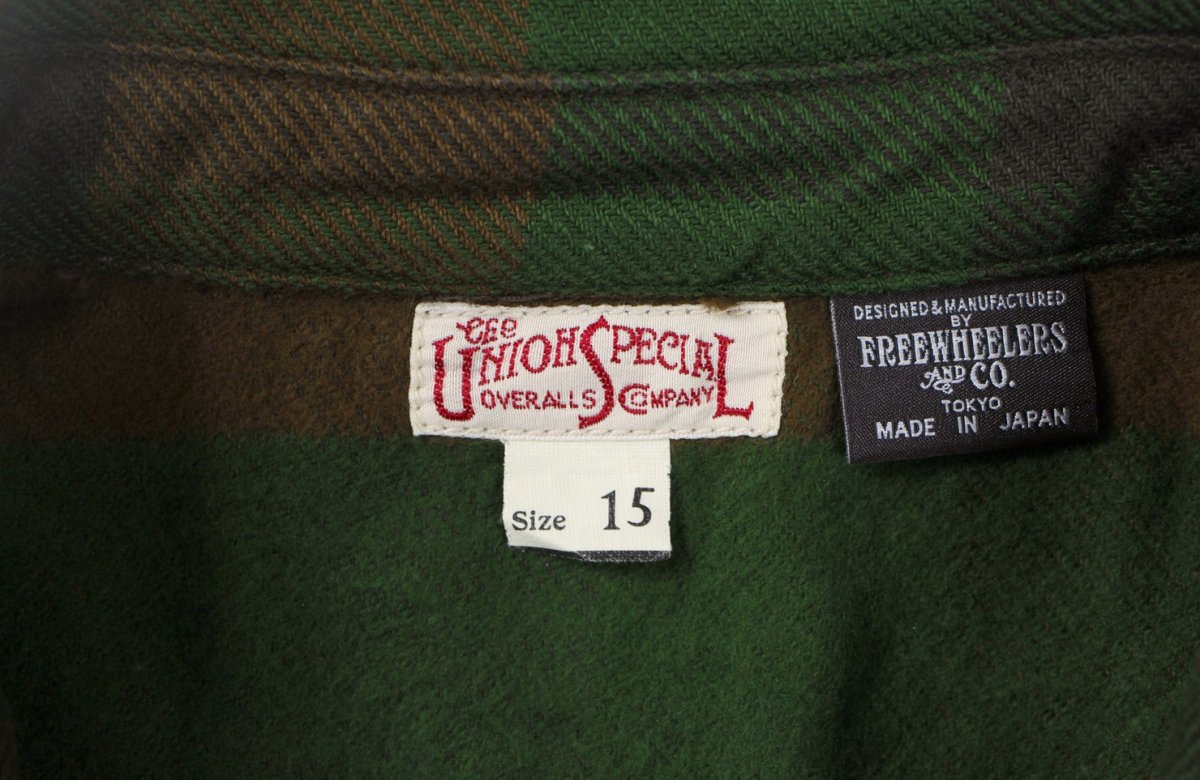 The
UNION SPECIAL
OVERALLS COMPANY
Size 15
DESIGNED & MANUFACTURED
BY
FREEWHEELERS
AND CO.
TOKYO
MADE IN JAPAN